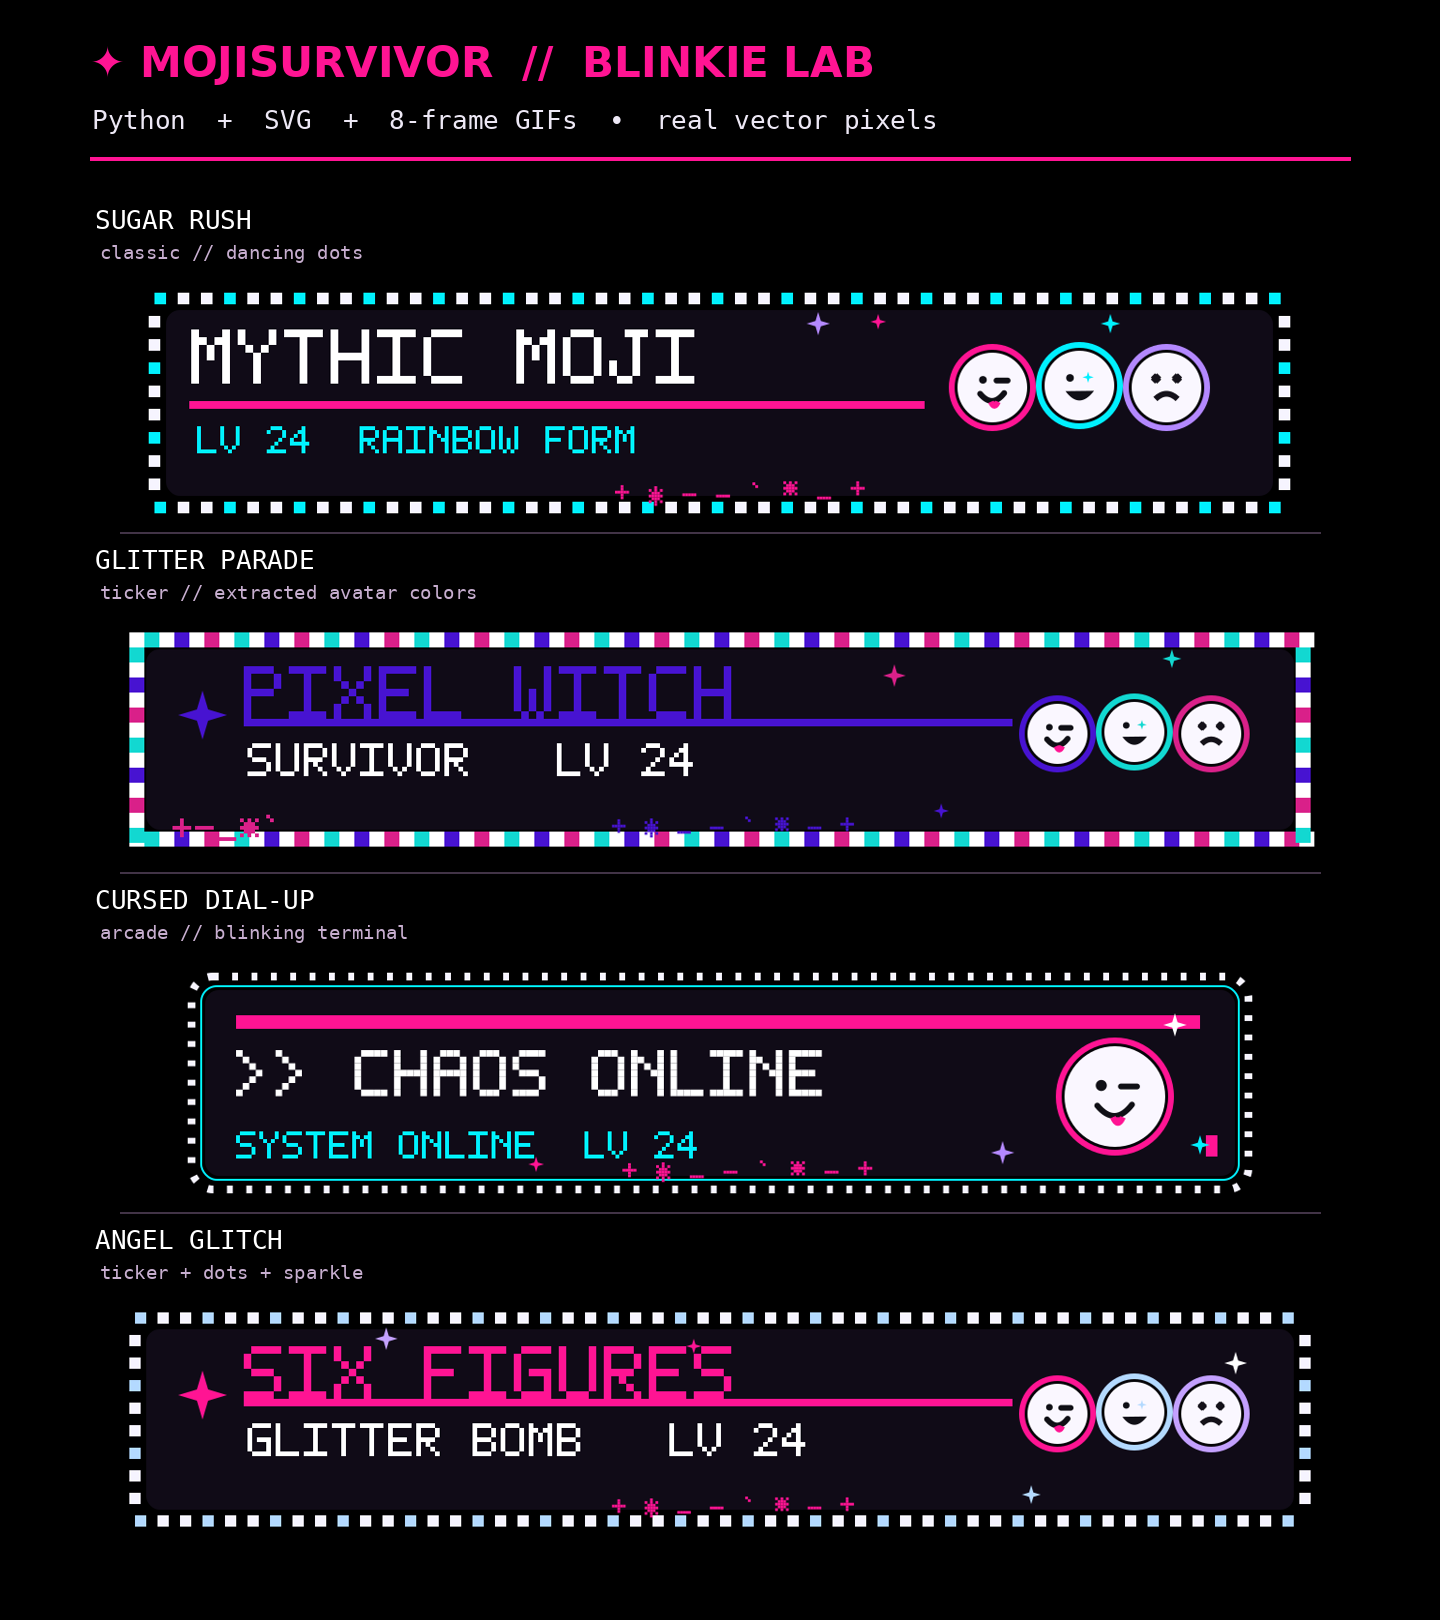 ✦ MOJISURVIVOR // BLINKIE LAB
Python + SVG + 8-frame GIFs • real vector pixels
SUGAR RUSH
classic // dancing dots
MYTHIC MOJI
LV 24 RAINBOW FORM
+ * _ _ ` * _ +
GLITTER PARADE
ticker // extracted avatar colors
PIXEL WITCH
SURVIVOR LV 24
+-_*`
+ * _ _ ` * _ +
CURSED DIAL-UP
arcade // blinking terminal
>> CHAOS ONLINE
SYSTEM ONLINE LV 24
+ * _ _ ` * _ +
ANGEL GLITCH
ticker + dots + sparkle
SIX FIGURES
GLITTER BOMB LV 24
+ * _ _ ` * _ +